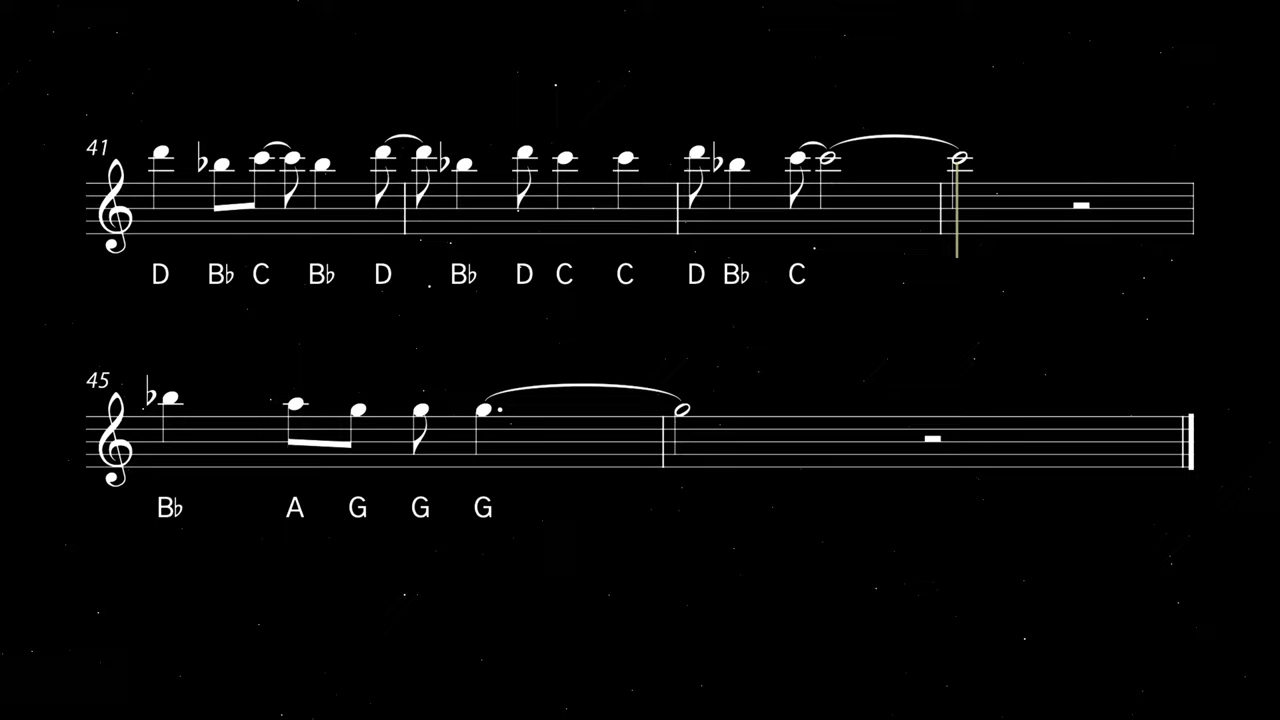 41
D B♭ C B♭ D B♭ D C C D B♭ C
45
B♭ A G G G